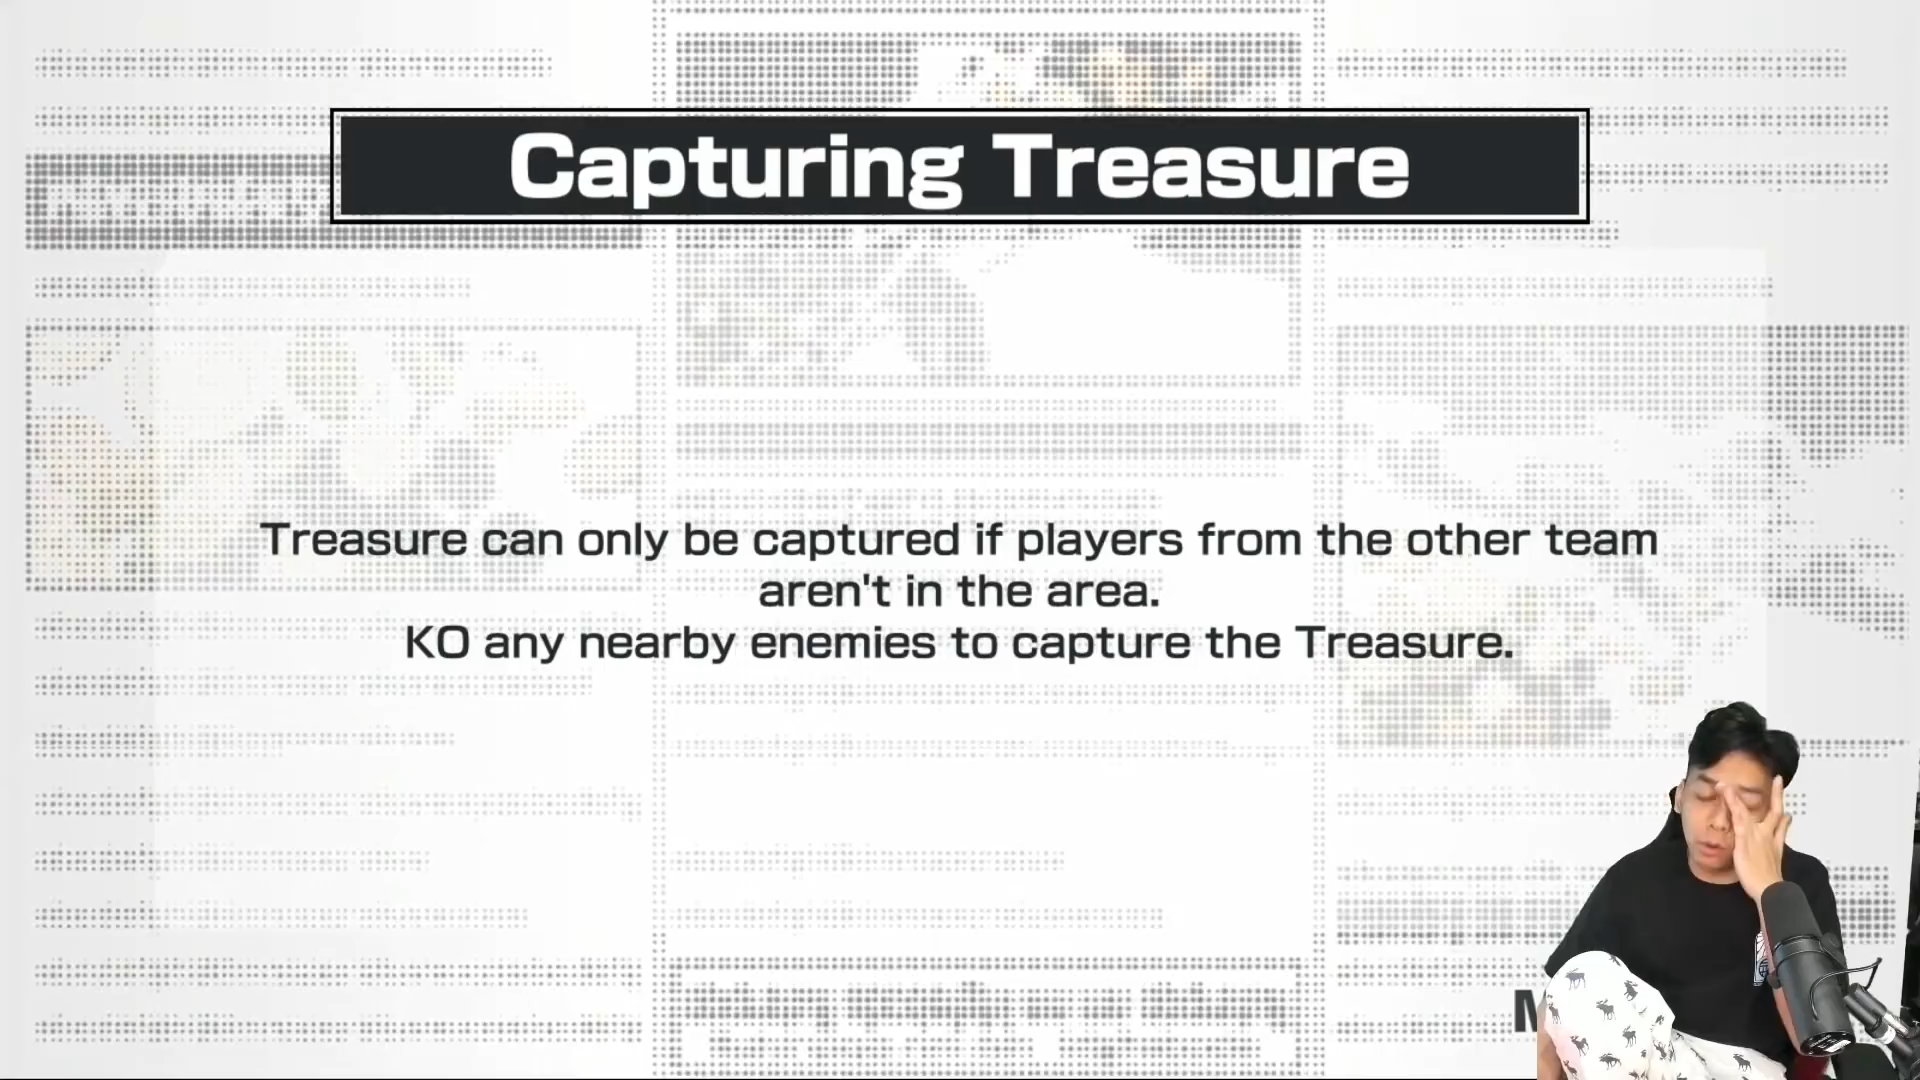 Capturing Treasure
Treasure can only be captured if players from the other team
aren't in the area.
KO any nearby enemies to capture the Treasure.
M